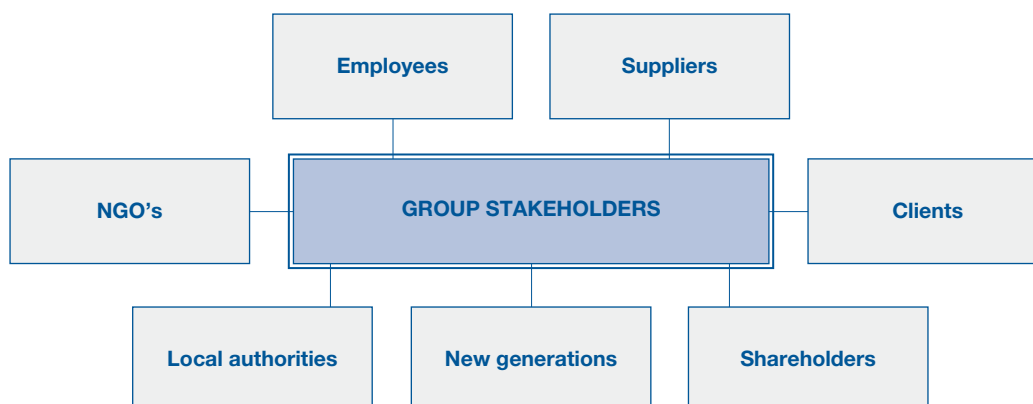 Employees
Suppliers
NGO’s
GROUP STAKEHOLDERS
Clients
Local authorities
New generations
Shareholders